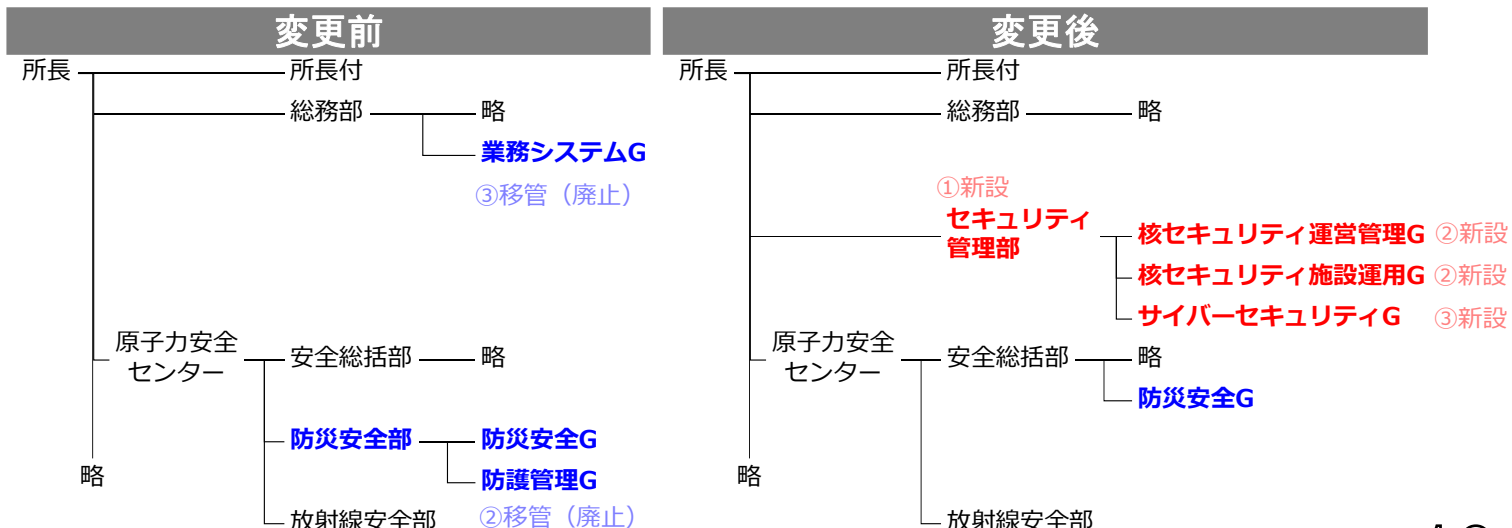 変更前
所長
所長付
総務部
略
業務システムG
③移管（廃止）
原子力安全
センター
安全総括部
略
防災安全部
防災安全G
防護管理G
②移管（廃止）
略
放射線安全部
変更後
所長
所長付
総務部
略
①新設
セキュリティ
管理部
核セキュリティ運営管理G ②新設
核セキュリティ施設運用G ②新設
サイバーセキュリティG ③新設
原子力安全
センター
安全総括部
略
防災安全G
略
放射線安全部